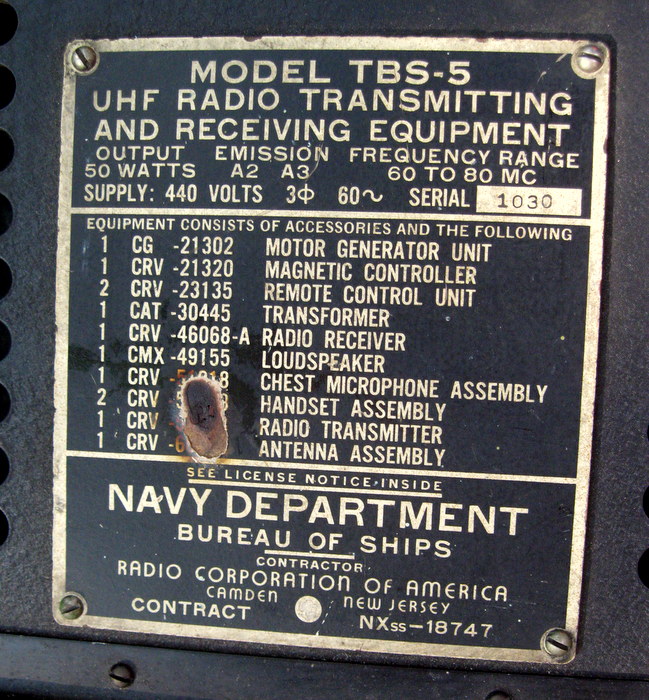 MODEL TBS-5
UHF RADIO TRANSMITTING
AND RECEIVING EQUIPMENT
OUTPUT EMISSION FREQUENCY RANGE
50 WATTS A2 A3 60 TO 80 MC
SUPPLY: 440 VOLTS 3Φ 60~ SERIAL 1030
EQUIPMENT CONSISTS OF ACCESSORIES AND THE FOLLOWING
1 CG -21302 MOTOR GENERATOR UNIT
1 CRV -21320 MAGNETIC CONTROLLER
2 CRV -23135 REMOTE CONTROL UNIT
1 CAT -30445 TRANSFORMER
1 CRV -46068-A RADIO RECEIVER
1 CMX -49155 LOUDSPEAKER
1 CRV CHEST MICROPHONE ASSEMBLY
2 CRV HANDSET ASSEMBLY
1 CRV RADIO TRANSMITTER
1 CRV ANTENNA ASSEMBLY
SEE LICENSE NOTICE INSIDE
NAVY DEPARTMENT
BUREAU OF SHIPS
CONTRACTOR
RADIO CORPORATION OF AMERICA
CAMDEN NEW JERSEY
CONTRACT NXss-18747